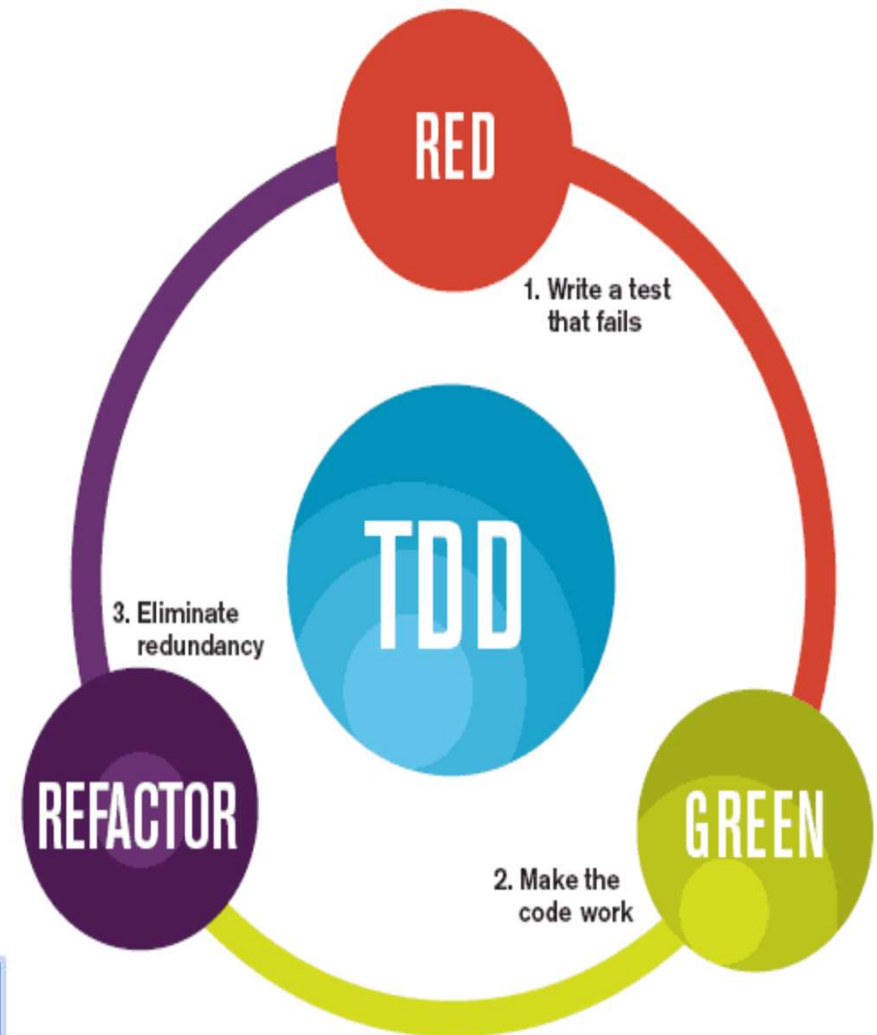 RED
1. Write a test
that fails
TDD
3. Eliminate
redundancy
REFACTOR
GREEN
2. Make the
code work